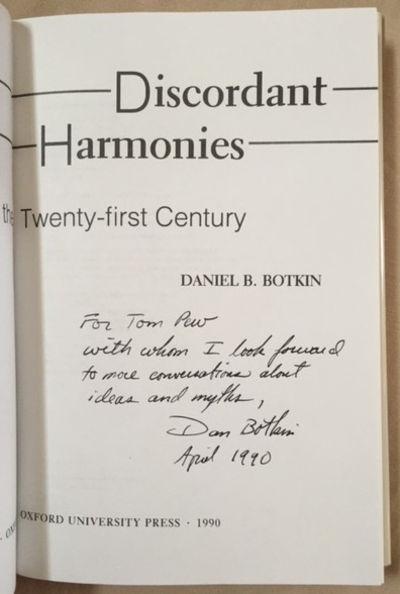 Discordant
Harmonies
the Twenty-first Century
DANIEL B. BOTKIN
For Tom Pew
with whom I look forward
to more conversations about
ideas and myths,
Dan Botkin
April 1990
OXFORD UNIVERSITY PRESS · 1990